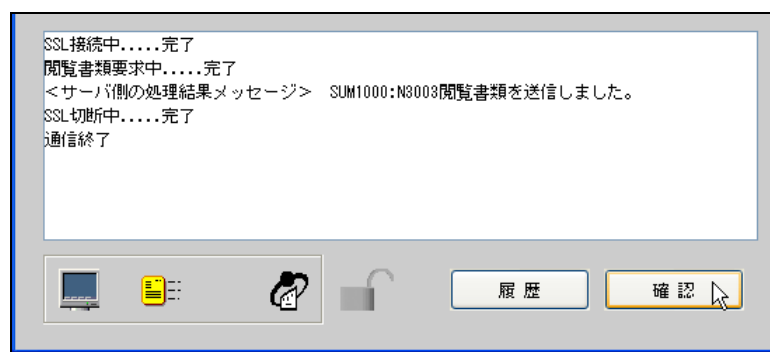 SSL接続中.....完了
閲覧書類要求中.....完了
＜サーバ側の処理結果メッセージ＞　SUM1000:N3003閲覧書類を送信しました。
SSL切断中.....完了
通信終了
履 歴
確 認